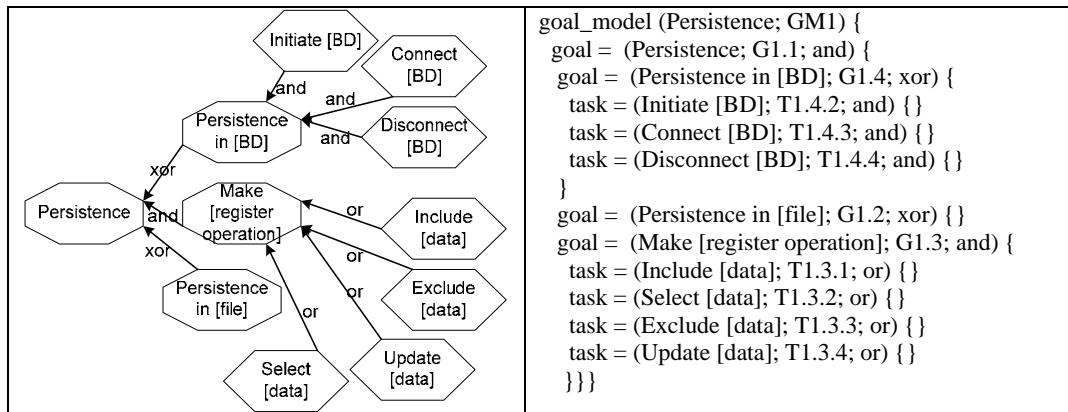 Initiate [BD]
Connect
[BD]
and
and
Persistence
in [BD]
and
Disconnect
[BD]
xor
Persistence
and
Make
[register
operation]
or
Include
[data]
xor
or
Persistence
in [file]
or
Exclude
[data]
or
Select
[data]
Update
[data]
goal_model (Persistence; GM1) {
goal = (Persistence; G1.1; and) {
goal = (Persistence in [BD]; G1.4; xor) {
task = (Initiate [BD]; T1.4.2; and) {}
task = (Connect [BD]; T1.4.3; and) {}
task = (Disconnect [BD]; T1.4.4; and) {}
}
goal = (Persistence in [file]; G1.2; xor) {}
goal = (Make [register operation]; G1.3; and) {
task = (Include [data]; T1.3.1; or) {}
task = (Select [data]; T1.3.2; or) {}
task = (Exclude [data]; T1.3.3; or) {}
task = (Update [data]; T1.3.4; or) {}
}}}